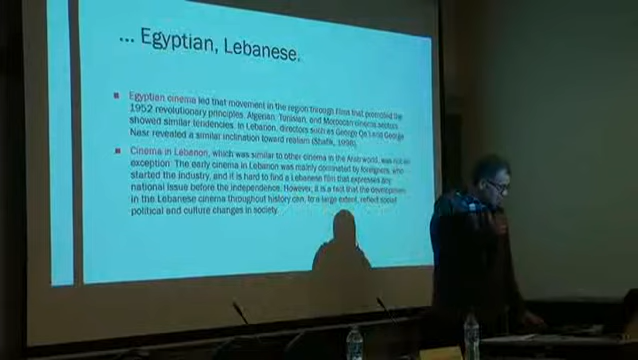 ... Egyptian, Lebanese.
Egyptian cinema led that movement in the region through films that promoted the
1952 revolutionary principles. Algerian, Tunisian, and Moroccan cinema sectors
showed similar tendencies. In Lebanon, directors such as George and George
Nasr revealed a similar inclination toward realism (Shafik, 1998).
Cinema in Lebanon, which was similar to other cinema in the Arab world, was not an
exception. The early cinema in Lebanon was mainly dominated by foreigners, who
started the industry, and it is hard to find a Lebanese film that expresses any
national issue before the independence. However, it is a fact that the development
in the Lebanese cinema throughout history can, to a large extent, reflect social
political and culture changes in society.